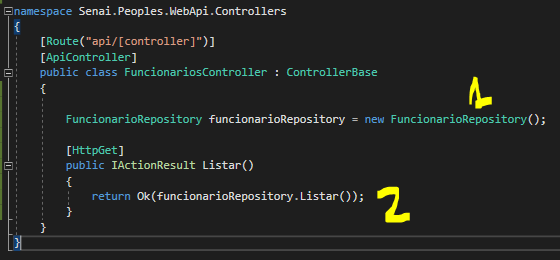 namespace Senai.Peoples.WebApi.Controllers
{
[Route("api/[controller]")]
[ApiController]
public class FuncionariosController : ControllerBase
{
1
FuncionarioRepository funcionarioRepository = new FuncionarioRepository();
[HttpGet]
public IActionResult Listar()
{
return Ok(funcionarioRepository.Listar()); 2
}
}
}